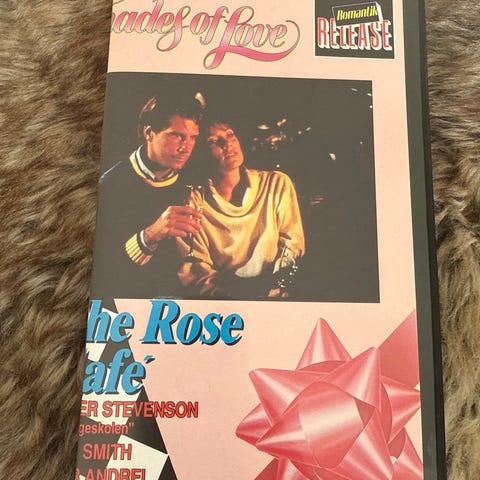 ades of Love
Romantik
RELEASE
he Rose
afé
ER STEVENSON
geskolen"
SMITH
ANDREI